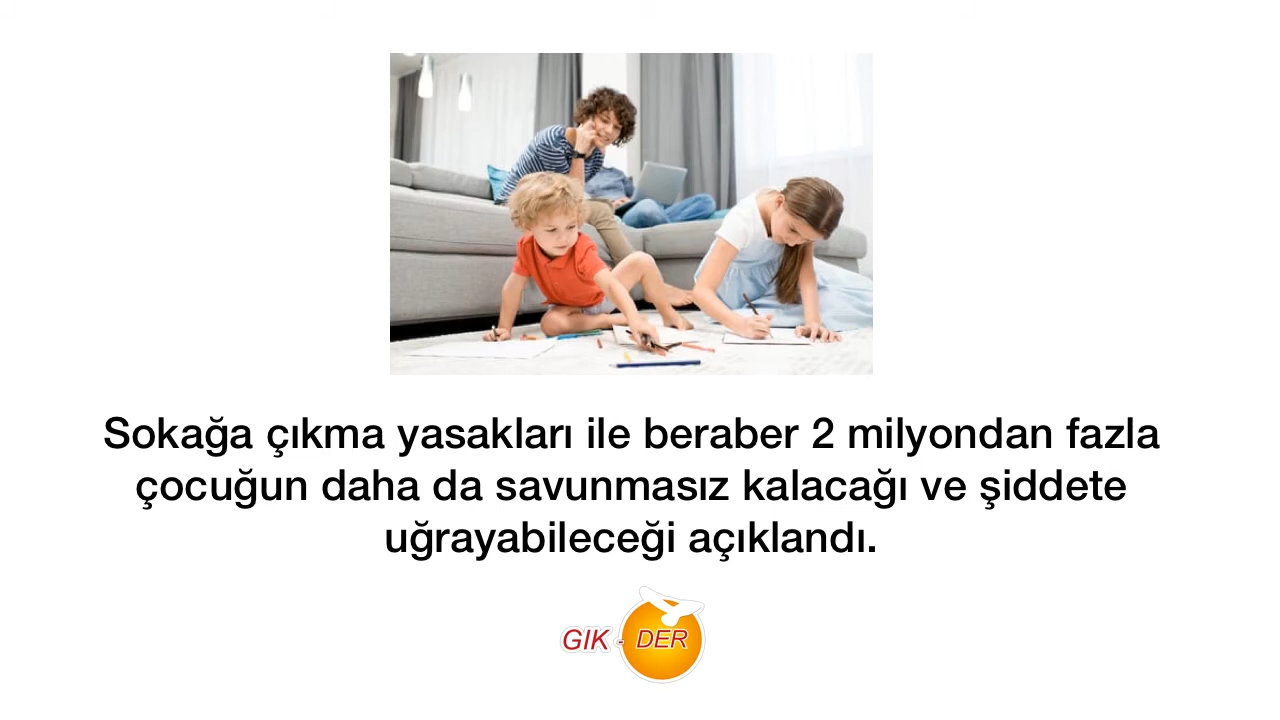 Sokağa çıkma yasakları ile beraber 2 milyondan fazla
çocuğun daha da savunmasız kalacağı ve şiddete
uğrayabileceği açıklandı.
GIK - DER